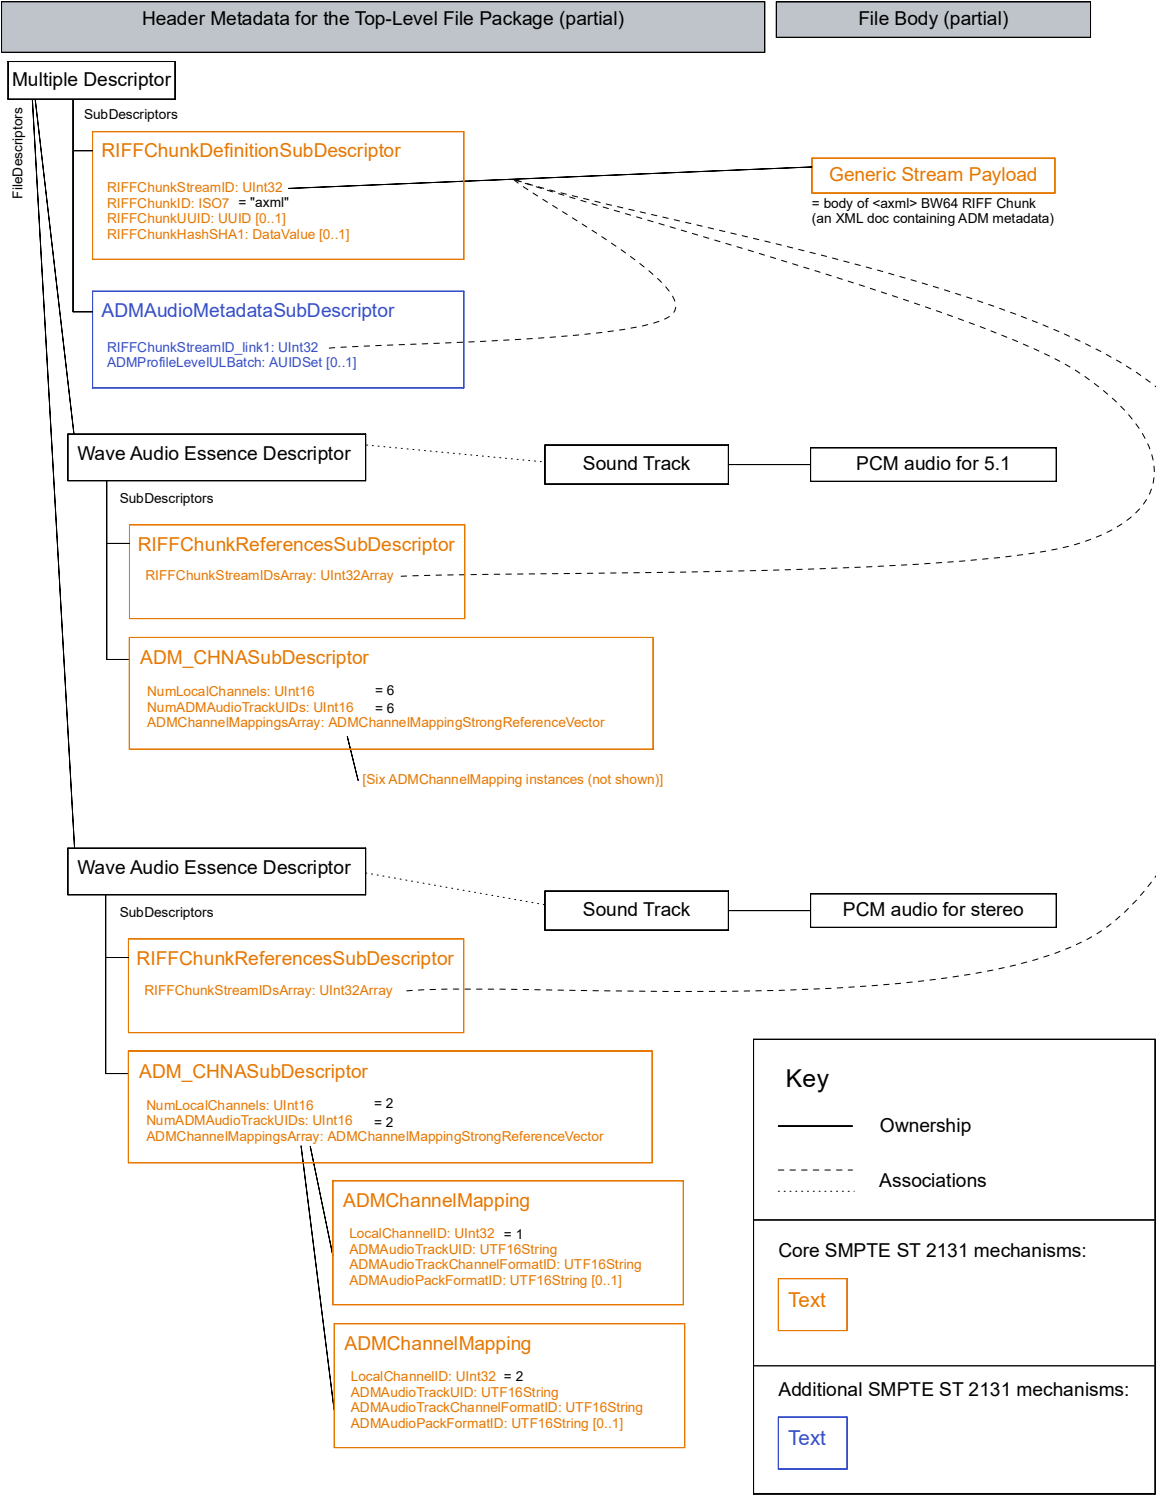 Header Metadata for the Top-Level File Package (partial)
File Body (partial)
Multiple Descriptor
FileDescriptors
SubDescriptors
RIFFChunkDefinitionSubDescriptor
RIFFChunkStreamID: UInt32
RIFFChunkID: ISO7 = "axml"
RIFFChunkUUID: UUID [0..1]
RIFFChunkHashSHA1: DataValue [0..1]
Generic Stream Payload
= body of <axml> BW64 RIFF Chunk
(an XML doc containing ADM metadata)
ADMAudioMetadataSubDescriptor
RIFFChunkStreamID_link1: UInt32
ADMProfileLevelULBatch: AUIDSet [0..1]
Wave Audio Essence Descriptor
Sound Track
PCM audio for 5.1
SubDescriptors
RIFFChunkReferencesSubDescriptor
RIFFChunkStreamIDsArray: UInt32Array
ADM_CHNASubDescriptor
NumLocalChannels: UInt16 = 6
NumADMAudioTrackUIDs: UInt16 = 6
ADMChannelMappingsArray: ADMChannelMappingStrongReferenceVector
[Six ADMChannelMapping instances (not shown)]
Wave Audio Essence Descriptor
Sound Track
PCM audio for stereo
SubDescriptors
RIFFChunkReferencesSubDescriptor
RIFFChunkStreamIDsArray: UInt32Array
ADM_CHNASubDescriptor
NumLocalChannels: UInt16 = 2
NumADMAudioTrackUIDs: UInt16 = 2
ADMChannelMappingsArray: ADMChannelMappingStrongReferenceVector
ADMChannelMapping
LocalChannelID: UInt32 = 1
ADMAudioTrackUID: UTF16String
ADMAudioTrackChannelFormatID: UTF16String
ADMAudioPackFormatID: UTF16String [0..1]
ADMChannelMapping
LocalChannelID: UInt32 = 2
ADMAudioTrackUID: UTF16String
ADMAudioTrackChannelFormatID: UTF16String
ADMAudioPackFormatID: UTF16String [0..1]
Key
Ownership
Associations
Core SMPTE ST 2131 mechanisms:
Text
Additional SMPTE ST 2131 mechanisms:
Text